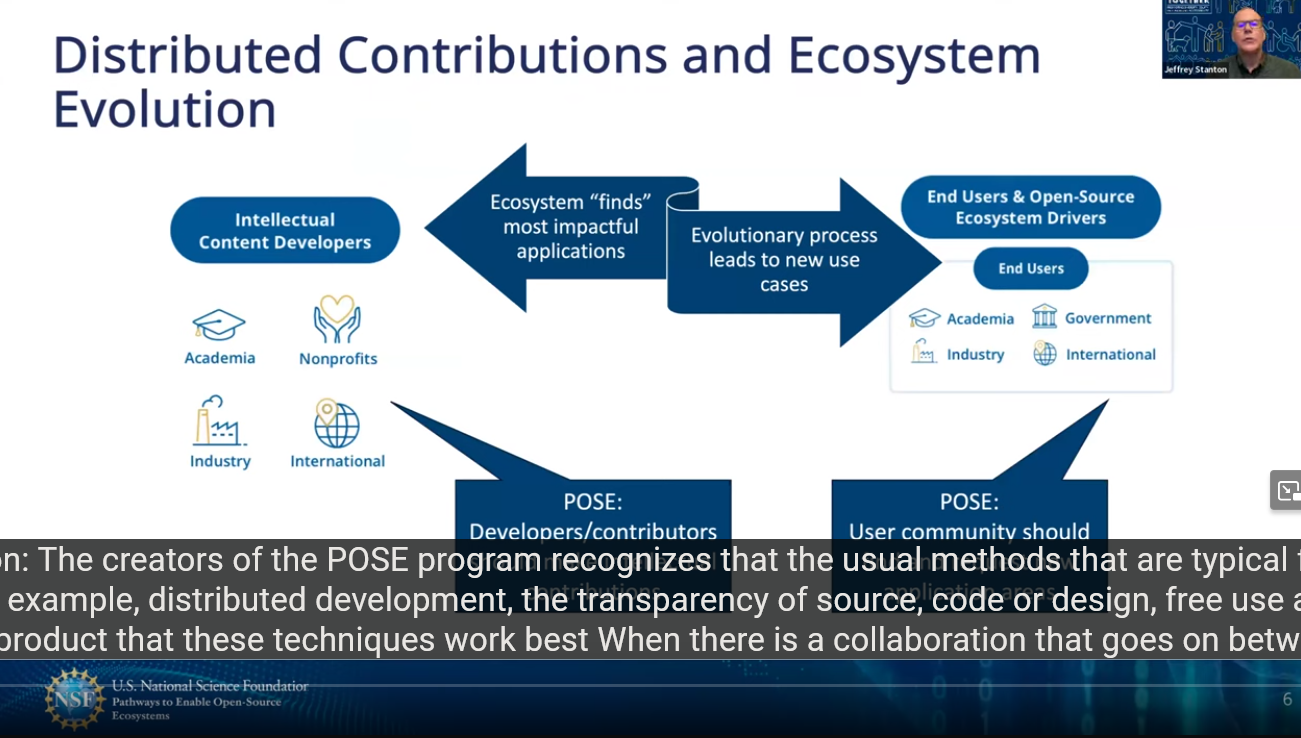 Distributed Contributions and Ecosystem
Evolution
TOGETHER
Jeffrey Stanton
Intellectual
Content Developers
Academia
Nonprofits
Industry
International
Ecosystem “finds”
most impactful
applications
Evolutionary process
leads to new use
cases
End Users & Open-Source
Ecosystem Drivers
End Users
Academia
Government
Industry
International
POSE:
Developers/contributors
POSE:
User community should
on: The creators of the POSE program recognizes that the usual methods that are typical f
example, distributed development, the transparency of source, code or design, free use a
product that these techniques work best When there is a collaboration that goes on betw
NSF
U.S. National Science Foundation
Pathways to Enable Open-Source
Ecosystems
6